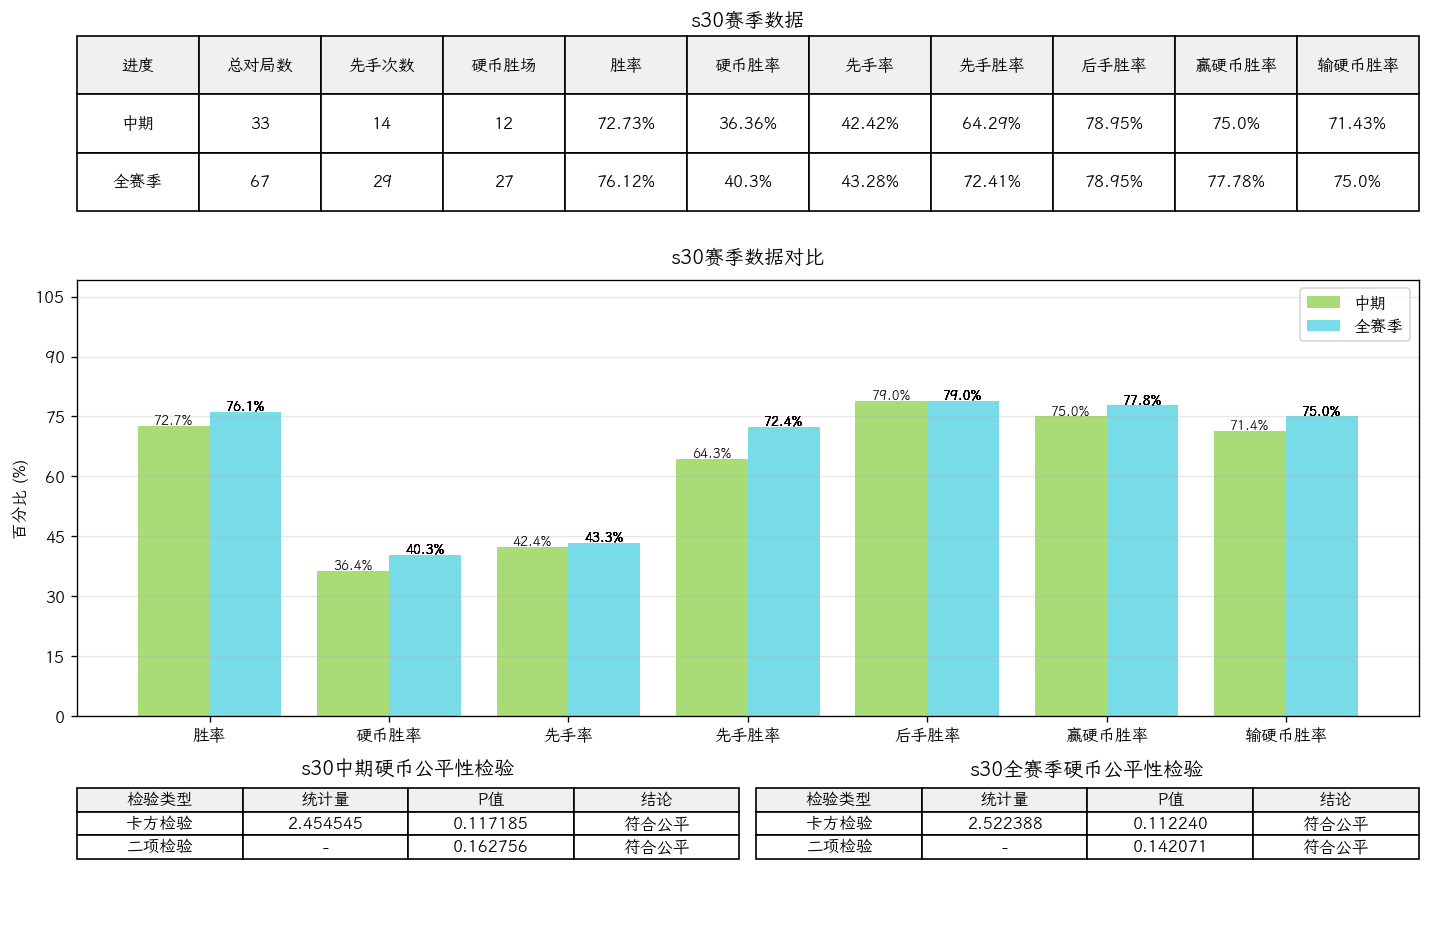 s30赛季数据
进度 总对局数 先手次数 硬币胜场 胜率 硬币胜率 先手率 先手胜率 后手胜率 赢硬币胜率 输硬币胜率
中期 33 14 12 72.73% 36.36% 42.42% 64.29% 78.95% 75.0% 71.43%
全赛季 67 29 27 76.12% 40.3% 43.28% 72.41% 78.95% 77.78% 75.0%
s30赛季数据对比
105
90
75
60
45
30
15
0
百分比 (%)
中期
全赛季
72.7% 76.1% 36.4% 40.3% 42.4% 43.3% 64.3% 72.4% 79.0% 79.0% 75.0% 77.8% 71.4% 75.0%
胜率 硬币胜率 先手率 先手胜率 后手胜率 赢硬币胜率 输硬币胜率
s30中期硬币公平性检验
检验类型 统计量 P值 结论
卡方检验 2.454545 0.117185 符合公平
二项检验 - 0.162756 符合公平
s30全赛季硬币公平性检验
检验类型 统计量 P值 结论
卡方检验 2.522388 0.112240 符合公平
二项检验 - 0.142071 符合公平